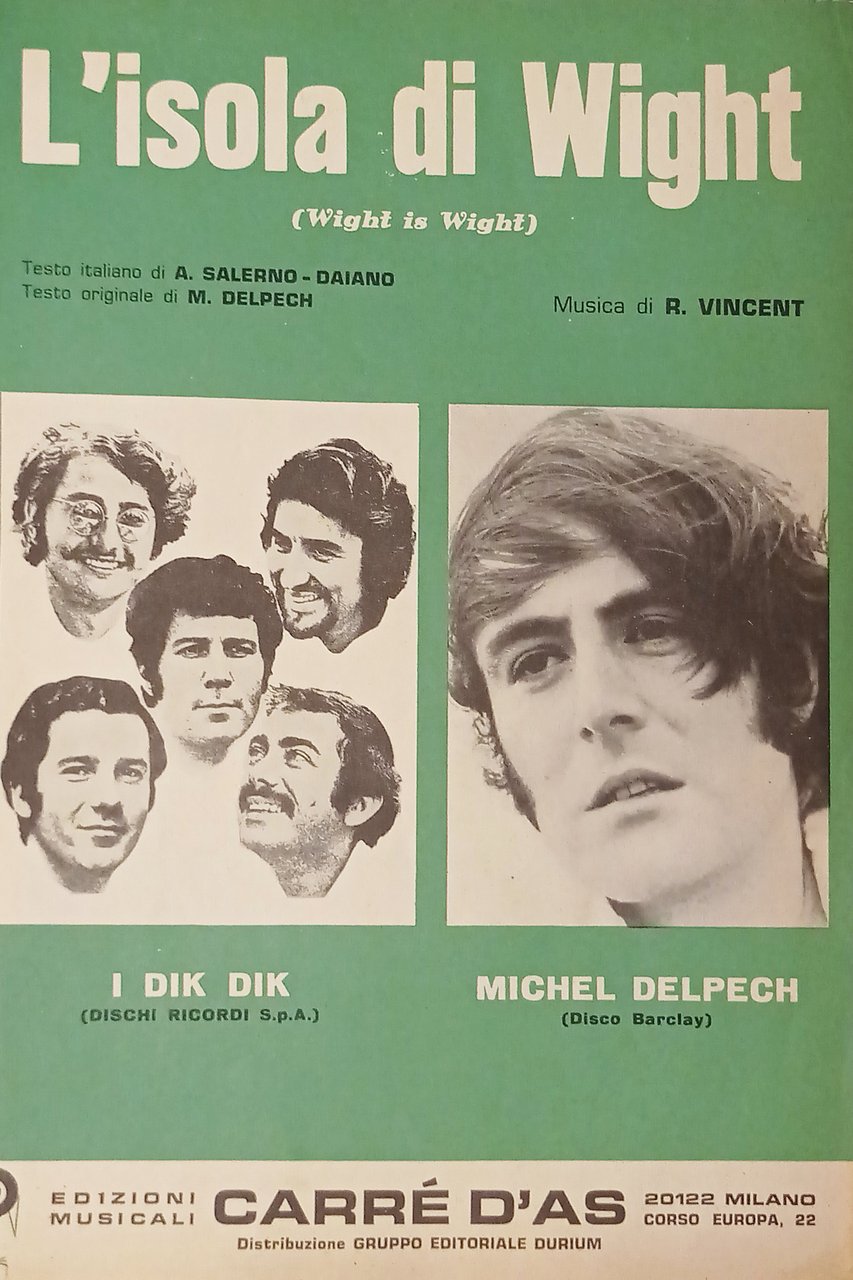 L'isola di Wight
(Wight is Wight)
Testo italiano di A. SALERNO - DAIANO
Testo originale di M. DELPECH
Musica di R. VINCENT
I DIK DIK
(DISCHI RICORDI S.p.A.)
MICHEL DELPECH
(Disco Barclay)
EDIZIONI
MUSICALI
CARRÉ D'AS
20122 MILANO
CORSO EUROPA, 22
Distribuzione GRUPPO EDITORIALE DURIUM